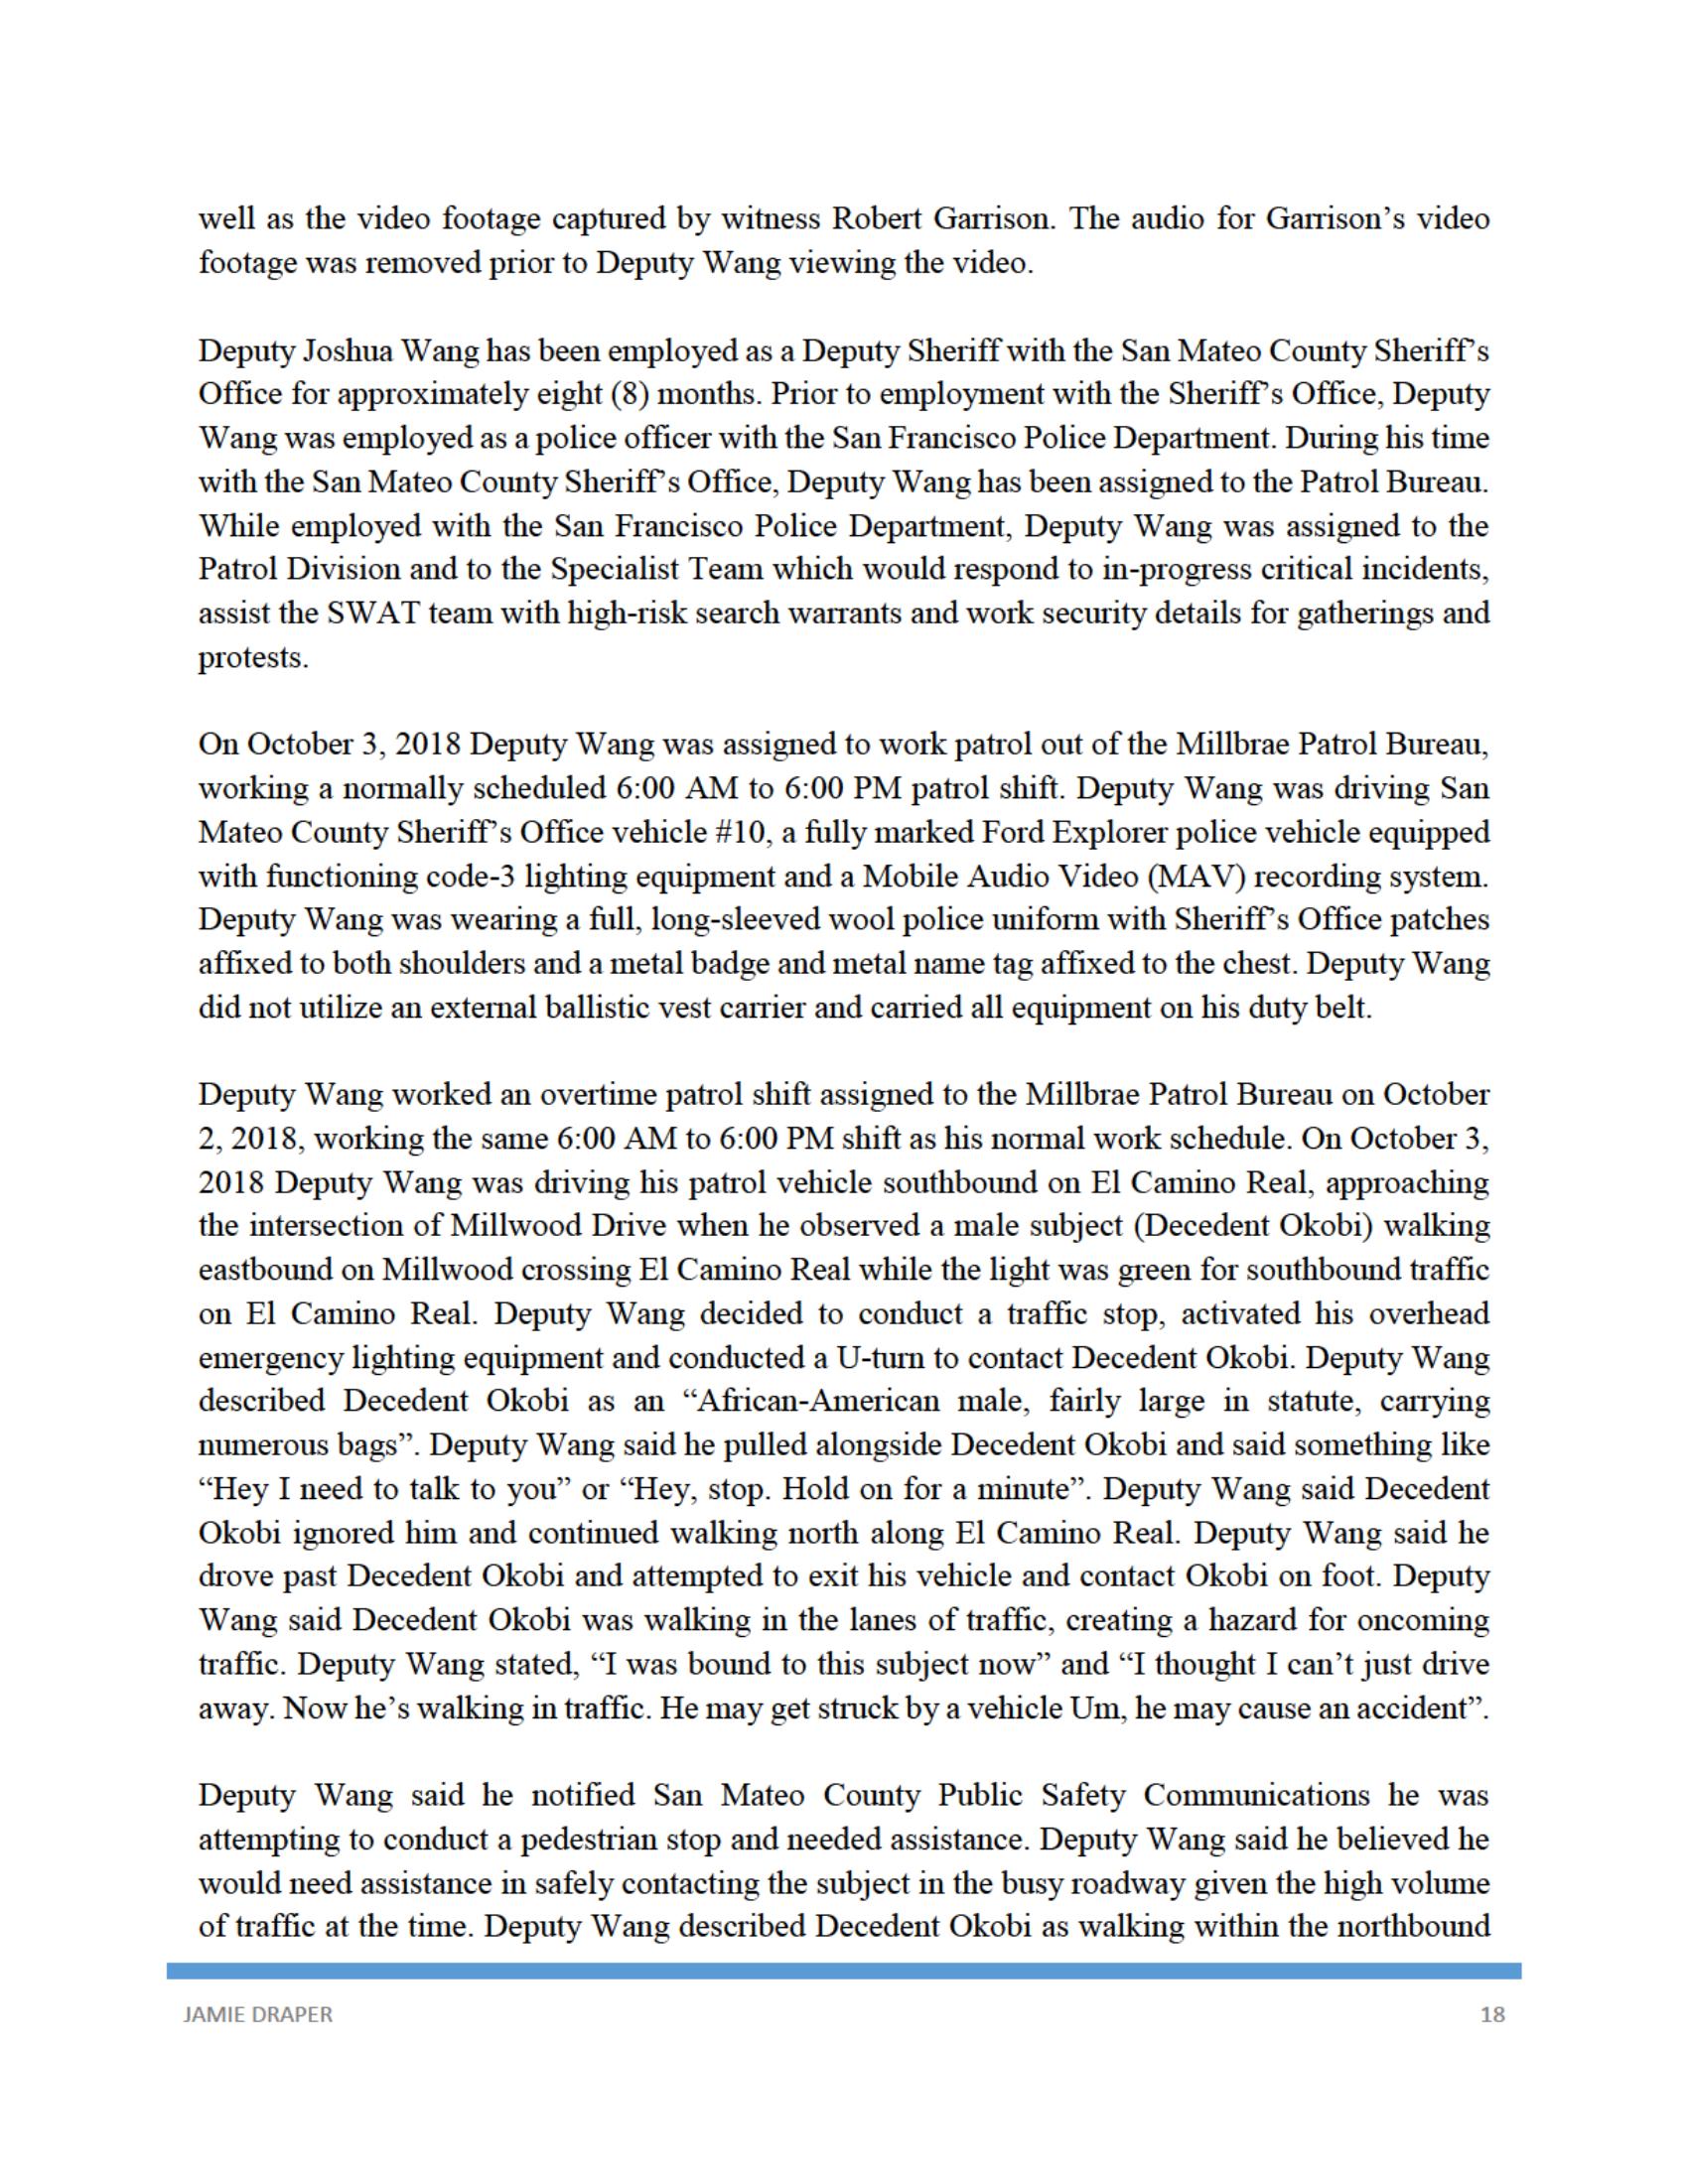 well as the video footage captured by witness Robert Garrison. The audio for Garrison’s video
footage was removed prior to Deputy Wang viewing the video.
Deputy Joshua Wang has been employed as a Deputy Sheriff with the San Mateo County Sheriff’s
Office for approximately eight (8) months. Prior to employment with the Sheriff’s Office, Deputy
Wang was employed as a police officer with the San Francisco Police Department. During his time
with the San Mateo County Sheriff’s Office, Deputy Wang has been assigned to the Patrol Bureau.
While employed with the San Francisco Police Department, Deputy Wang was assigned to the
Patrol Division and to the Specialist Team which would respond to in-progress critical incidents,
assist the SWAT team with high-risk search warrants and work security details for gatherings and
protests.
On October 3, 2018 Deputy Wang was assigned to work patrol out of the Millbrae Patrol Bureau,
working a normally scheduled 6:00 AM to 6:00 PM patrol shift. Deputy Wang was driving San
Mateo County Sheriff’s Office vehicle #10, a fully marked Ford Explorer police vehicle equipped
with functioning code-3 lighting equipment and a Mobile Audio Video (MAV) recording system.
Deputy Wang was wearing a full, long-sleeved wool police uniform with Sheriff’s Office patches
affixed to both shoulders and a metal badge and metal name tag affixed to the chest. Deputy Wang
did not utilize an external ballistic vest carrier and carried all equipment on his duty belt.
Deputy Wang worked an overtime patrol shift assigned to the Millbrae Patrol Bureau on October
2, 2018, working the same 6:00 AM to 6:00 PM shift as his normal work schedule. On October 3,
2018 Deputy Wang was driving his patrol vehicle southbound on El Camino Real, approaching
the intersection of Millwood Drive when he observed a male subject (Decedent Okobi) walking
eastbound on Millwood crossing El Camino Real while the light was green for southbound traffic
on El Camino Real. Deputy Wang decided to conduct a traffic stop, activated his overhead
emergency lighting equipment and conducted a U-turn to contact Decedent Okobi. Deputy Wang
described Decedent Okobi as an “African-American male, fairly large in statute, carrying
numerous bags”. Deputy Wang said he pulled alongside Decedent Okobi and said something like
“Hey I need to talk to you” or “Hey, stop. Hold on for a minute”. Deputy Wang said Decedent
Okobi ignored him and continued walking north along El Camino Real. Deputy Wang said he
drove past Decedent Okobi and attempted to exit his vehicle and contact Okobi on foot. Deputy
Wang said Decedent Okobi was walking in the lanes of traffic, creating a hazard for oncoming
traffic. Deputy Wang stated, “I was bound to this subject now” and “I thought I can’t just drive
away. Now he’s walking in traffic. He may get struck by a vehicle Um, he may cause an accident”.
Deputy Wang said he notified San Mateo County Public Safety Communications he was
attempting to conduct a pedestrian stop and needed assistance. Deputy Wang said he believed he
would need assistance in safely contacting the subject in the busy roadway given the high volume
of traffic at the time. Deputy Wang described Decedent Okobi as walking within the northbound
JAMIE DRAPER 18